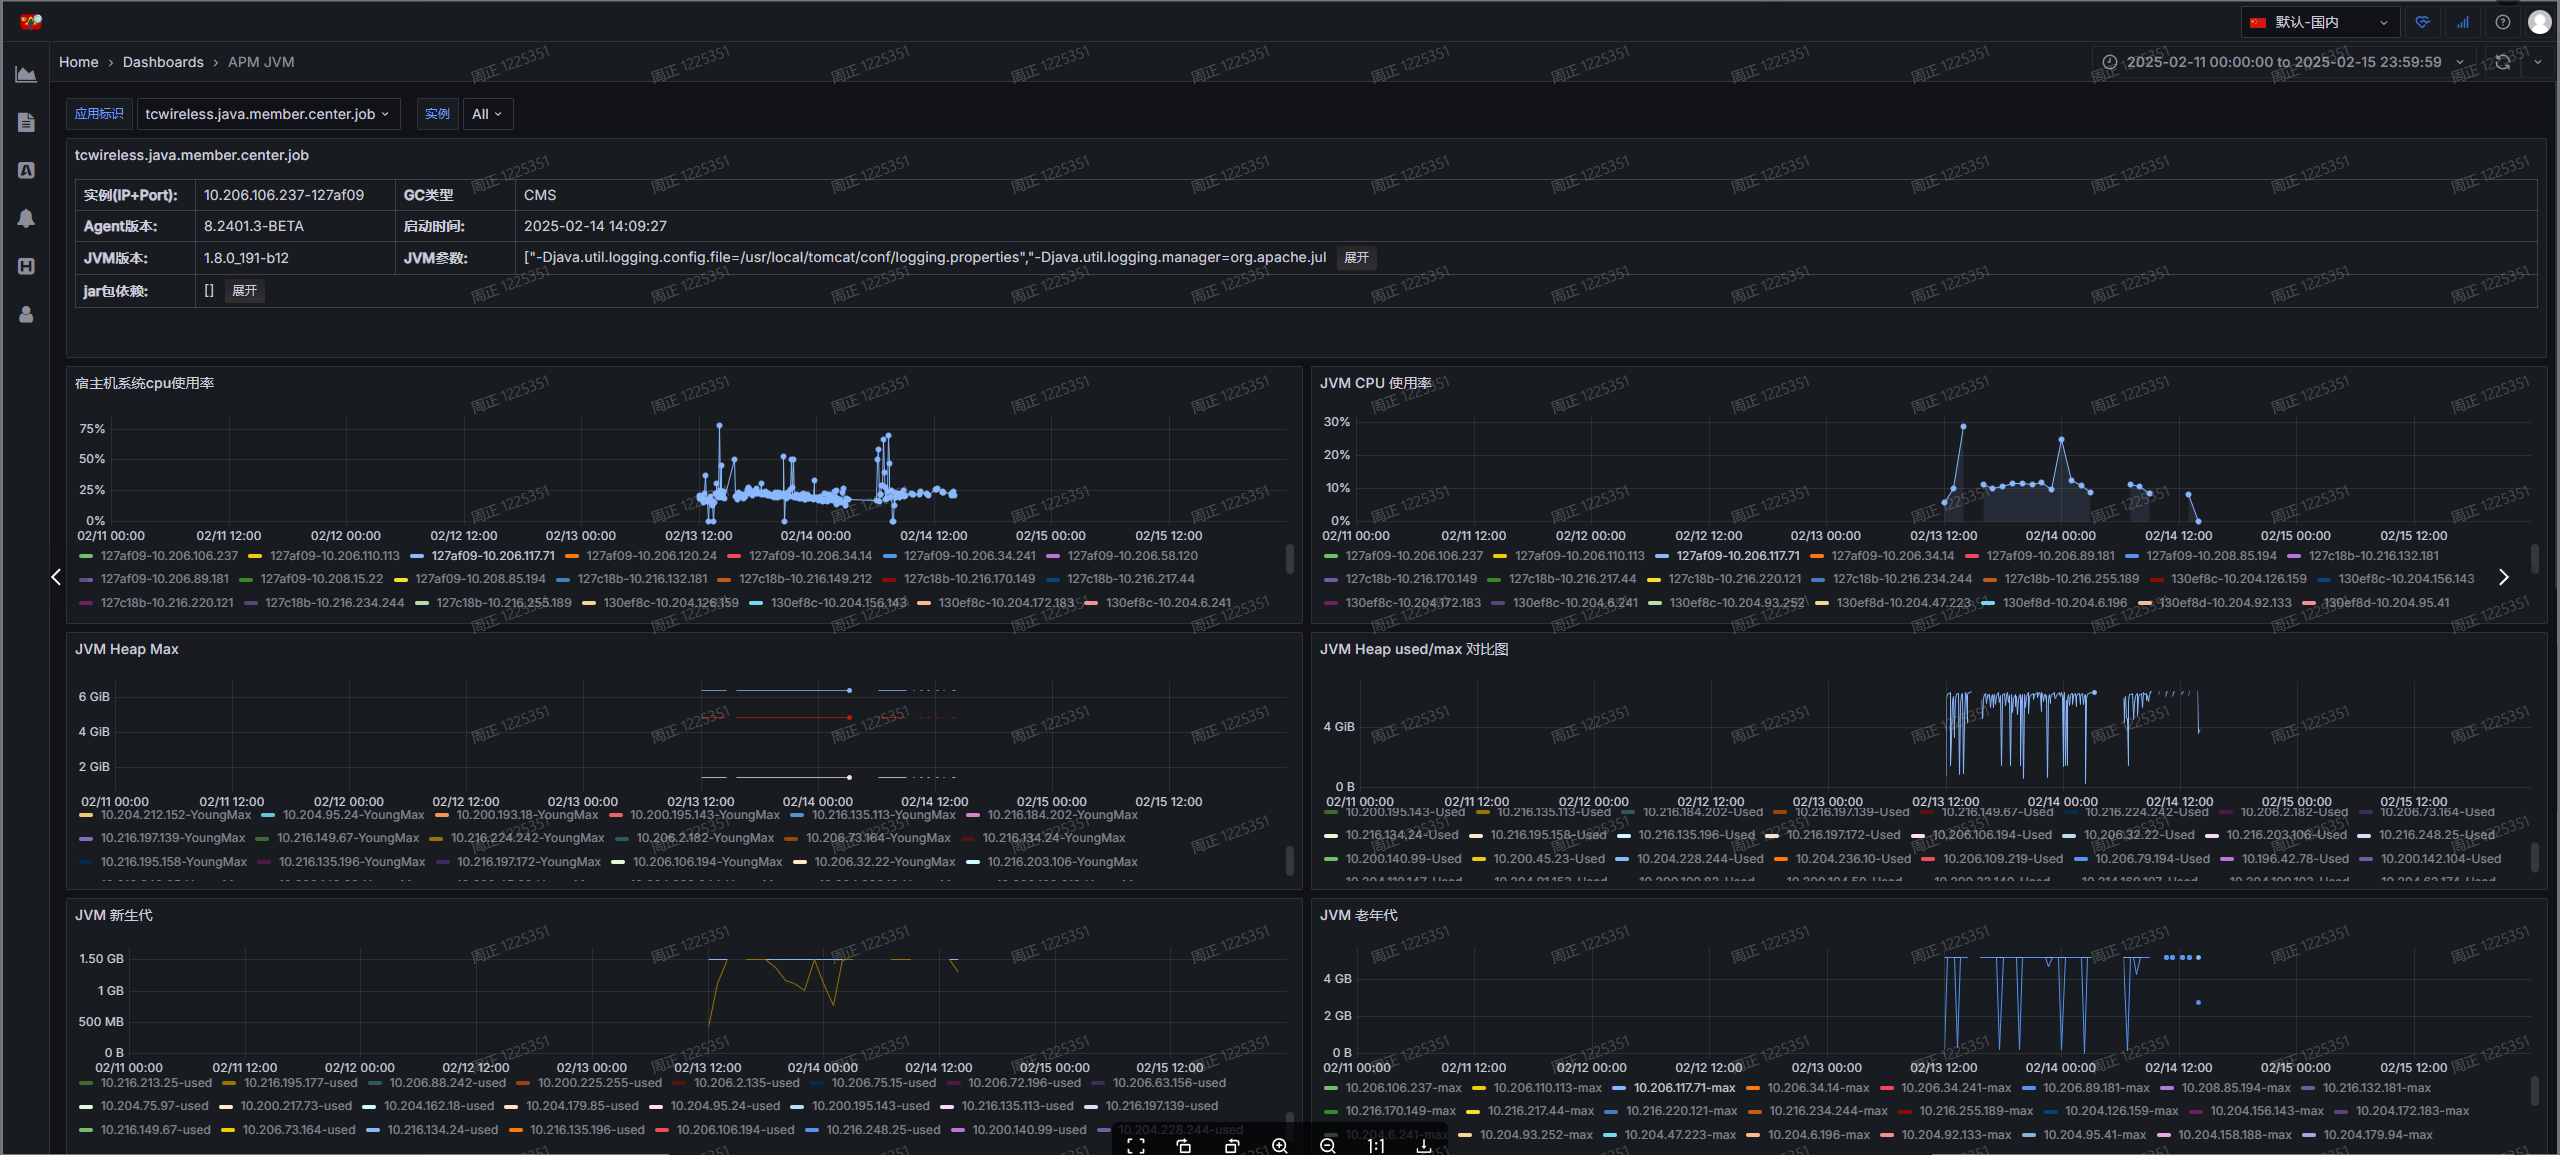 默认-国内
Home › Dashboards › APM JVM
2025-02-11 00:00:00 to 2025-02-15 23:59:59
应用标识 tcwireless.java.member.center.job 实例 All
tcwireless.java.member.center.job
实例(IP+Port): 10.206.106.237-127af09 GC类型 CMS
Agent版本: 8.2401.3-BETA 启动时间: 2025-02-14 14:09:27
JVM版本: 1.8.0_191-b12 JVM参数: ["-Djava.util.logging.config.file=/usr/local/tomcat/conf/logging.properties","-Djava.util.logging.manager=org.apache.jul 展开
jar包依赖: [] 展开
宿主机系统cpu使用率
75%
50%
25%
0%
02/11 00:00 02/11 12:00 02/12 00:00 02/12 12:00 02/13 00:00 02/13 12:00 02/14 00:00 02/14 12:00 02/15 00:00 02/15 12:00
127af09-10.206.106.237 127af09-10.206.110.113 127af09-10.206.117.71 127af09-10.206.120.24 127af09-10.206.34.14 127af09-10.206.34.241 127af09-10.206.58.120
127af09-10.206.89.181 127af09-10.208.15.22 127af09-10.208.85.194 127c18b-10.216.132.181 127c18b-10.216.149.212 127c18b-10.216.170.149 127c18b-10.216.217.44
127c18b-10.216.220.121 127c18b-10.216.234.244 127c18b-10.216.255.189 130ef8c-10.204.126.159 130ef8c-10.204.156.143 130ef8c-10.204.172.183 130ef8c-10.204.6.241
JVM CPU 使用率
30%
20%
10%
0%
02/11 00:00 02/11 12:00 02/12 00:00 02/12 12:00 02/13 00:00 02/13 12:00 02/14 00:00 02/14 12:00 02/15 00:00 02/15 12:00
127af09-10.206.106.237 127af09-10.206.110.113 127af09-10.206.117.71 127af09-10.206.34.14 127af09-10.206.89.181 127af09-10.208.85.194 127c18b-10.216.132.181
127c18b-10.216.170.149 127c18b-10.216.217.44 127c18b-10.216.220.121 127c18b-10.216.234.244 127c18b-10.216.255.189 130ef8c-10.204.126.159 130ef8c-10.204.156.143
130ef8c-10.204.172.183 130ef8c-10.204.6.241 130ef8c-10.204.93.252 130ef8d-10.204.47.223 130ef8d-10.204.6.196 130ef8d-10.204.92.133 130ef8d-10.204.95.41
JVM Heap Max
6 GiB
4 GiB
2 GiB
02/11 00:00 02/11 12:00 02/12 00:00 02/12 12:00 02/13 00:00 02/13 12:00 02/14 00:00 02/14 12:00 02/15 00:00 02/15 12:00
10.204.212.152-YoungMax 10.204.95.24-YoungMax 10.200.193.18-YoungMax 10.200.195.143-YoungMax 10.216.135.113-YoungMax 10.216.184.202-YoungMax
10.216.197.139-YoungMax 10.216.149.67-YoungMax 10.216.224.242-YoungMax 10.206.2.182-YoungMax 10.206.73.164-YoungMax 10.216.134.24-YoungMax
10.216.195.158-YoungMax 10.216.135.196-YoungMax 10.216.197.172-YoungMax 10.206.106.194-YoungMax 10.206.32.22-YoungMax 10.216.203.106-YoungMax
JVM Heap used/max 对比图
4 GiB
0 B
02/11 00:00 02/11 12:00 02/12 00:00 02/12 12:00 02/13 00:00 02/13 12:00 02/14 00:00 02/14 12:00 02/15 00:00 02/15 12:00
10.200.195.143-Used 10.216.135.113-Used 10.216.184.202-Used 10.216.197.139-Used 10.216.149.67-Used 10.216.224.242-Used 10.206.2.182-Used 10.206.73.164-Used
10.216.134.24-Used 10.216.195.158-Used 10.216.135.196-Used 10.216.197.172-Used 10.206.106.194-Used 10.206.32.22-Used 10.216.203.106-Used 10.216.248.25-Used
10.200.140.99-Used 10.200.45.23-Used 10.204.228.244-Used 10.204.236.10-Used 10.206.109.219-Used 10.206.79.194-Used 10.196.42.78-Used 10.200.142.104-Used
JVM 新生代
1.50 GB
1 GB
500 MB
0 B
02/11 00:00 02/11 12:00 02/12 00:00 02/12 12:00 02/13 00:00 02/13 12:00 02/14 00:00 02/14 12:00 02/15 00:00 02/15 12:00
10.216.213.25-used 10.216.195.177-used 10.206.88.242-used 10.200.225.255-used 10.206.2.135-used 10.206.75.15-used 10.206.72.196-used 10.206.63.156-used
10.204.75.97-used 10.200.217.73-used 10.204.162.18-used 10.204.179.85-used 10.204.95.24-used 10.200.195.143-used 10.216.135.113-used 10.216.197.139-used
10.216.149.67-used 10.206.73.164-used 10.216.134.24-used 10.216.135.196-used 10.206.106.194-used 10.216.248.25-used 10.200.140.99-used 10.204.228.244-used
JVM 老年代
4 GB
2 GB
0 B
02/11 00:00 02/11 12:00 02/12 00:00 02/12 12:00 02/13 00:00 02/13 12:00 02/14 00:00 02/14 12:00 02/15 00:00 02/15 12:00
10.206.106.237-max 10.206.110.113-max 10.206.117.71-max 10.206.34.14-max 10.206.34.241-max 10.206.89.181-max 10.208.85.194-max 10.216.132.181-max
10.216.170.149-max 10.216.217.44-max 10.216.220.121-max 10.216.234.244-max 10.216.255.189-max 10.204.126.159-max 10.204.156.143-max 10.204.172.183-max
10.204.6.241-max 10.204.93.252-max 10.204.47.223-max 10.204.6.196-max 10.204.92.133-max 10.204.95.41-max 10.204.158.188-max 10.204.179.94-max
1:1
周正 1225351